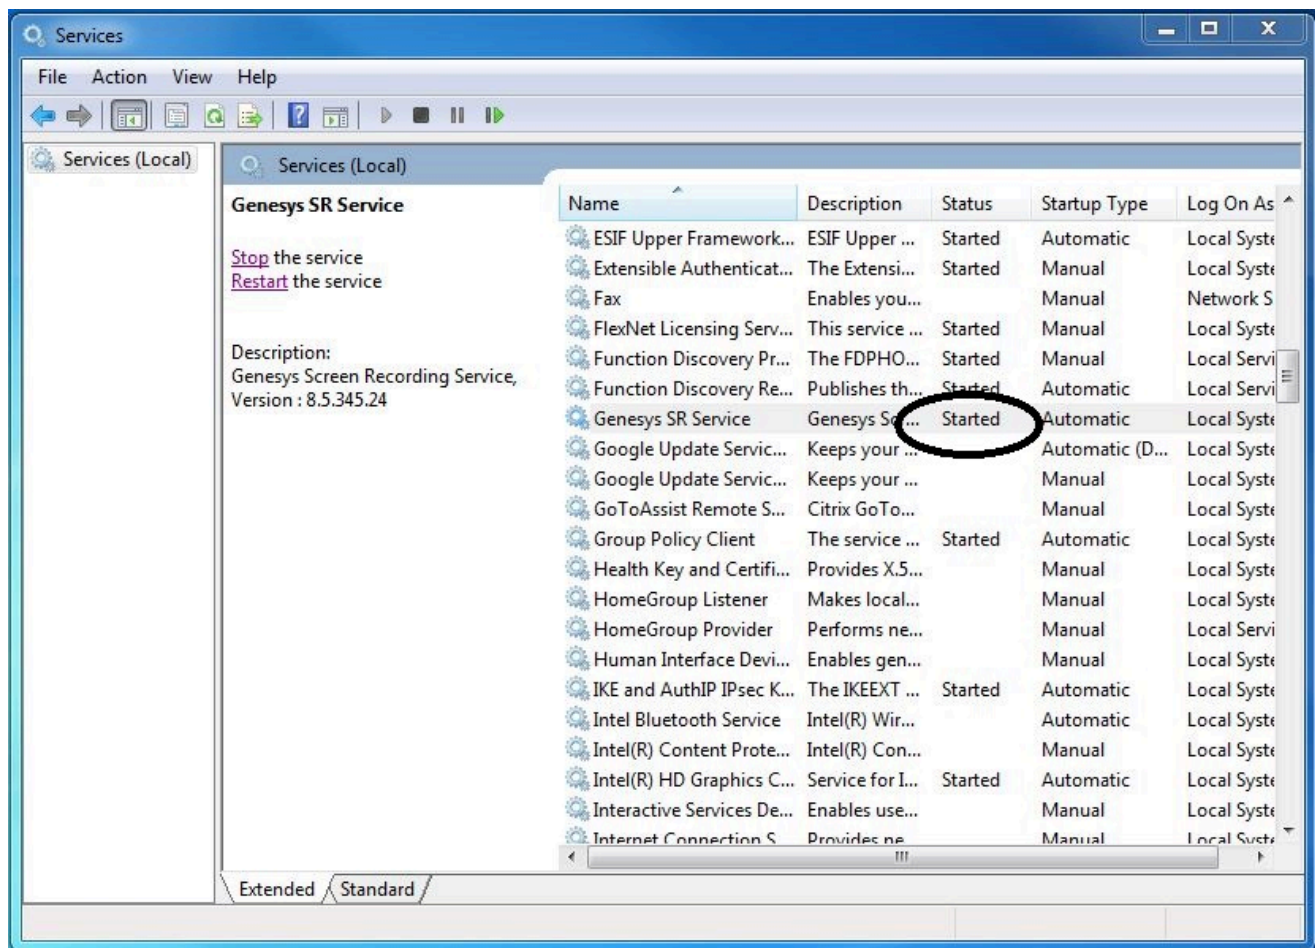 Services
File Action View Help
Services (Local)
Services (Local)
Genesys SR Service
Stop the service
Restart the service
Description:
Genesys Screen Recording Service,
Version : 8.5.345.24
Name Description Status Startup Type Log On As
ESIF Upper Framework... ESIF Upper ... Started Automatic Local Syste
Extensible Authenticat... The Extensi... Started Manual Local Syste
Fax Enables you... Manual Network S
FlexNet Licensing Serv... This service ... Started Manual Local Syste
Function Discovery Pr... The FDPHO... Started Manual Local Servi
Function Discovery Re... Publishes th... Started Automatic Local Servi
Genesys SR Service Genesys Scr... Started Automatic Local Syste
Google Update Servic... Keeps your ... Automatic (D... Local Syste
Google Update Servic... Keeps your ... Manual Local Syste
GoToAssist Remote S... Citrix GoTo... Manual Local Syste
Group Policy Client The service ... Started Automatic Local Syste
Health Key and Certifi... Provides X.5... Manual Local Syste
HomeGroup Listener Makes local... Manual Local Syste
HomeGroup Provider Performs ne... Manual Local Servi
Human Interface Devi... Enables gen... Manual Local Syste
IKE and AuthIP IPsec K... The IKEEXT ... Started Automatic Local Syste
Intel Bluetooth Service Intel(R) Wir... Automatic Local Syste
Intel(R) Content Prote... Intel(R) Con... Manual Local Syste
Intel(R) HD Graphics C... Service for I... Started Automatic Local Syste
Interactive Services De... Enables use... Manual Local Syste
Internet Connection S Provides ne Manual Local Syste
Extended Standard